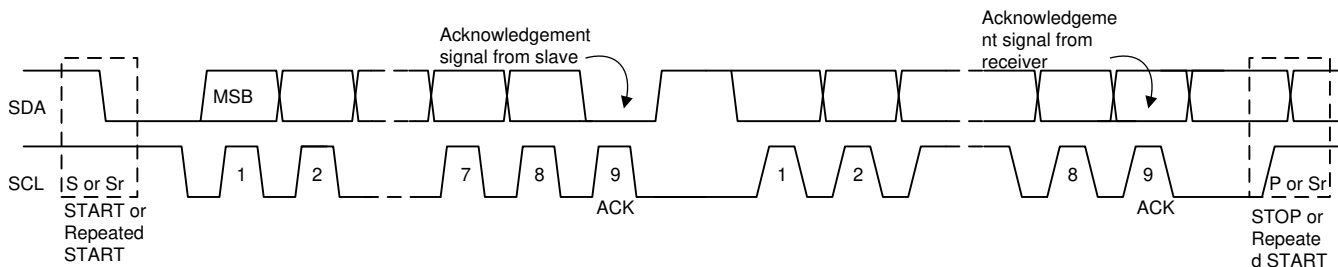 Acknowledgement
signal from slave
Acknowledgeme
nt signal from
receiver
SDA
MSB
SCL
S or Sr
1
2
7
8
9
1
2
8
9
P or Sr
ACK
ACK
START or
Repeated
START
STOP or
Repeate
d START